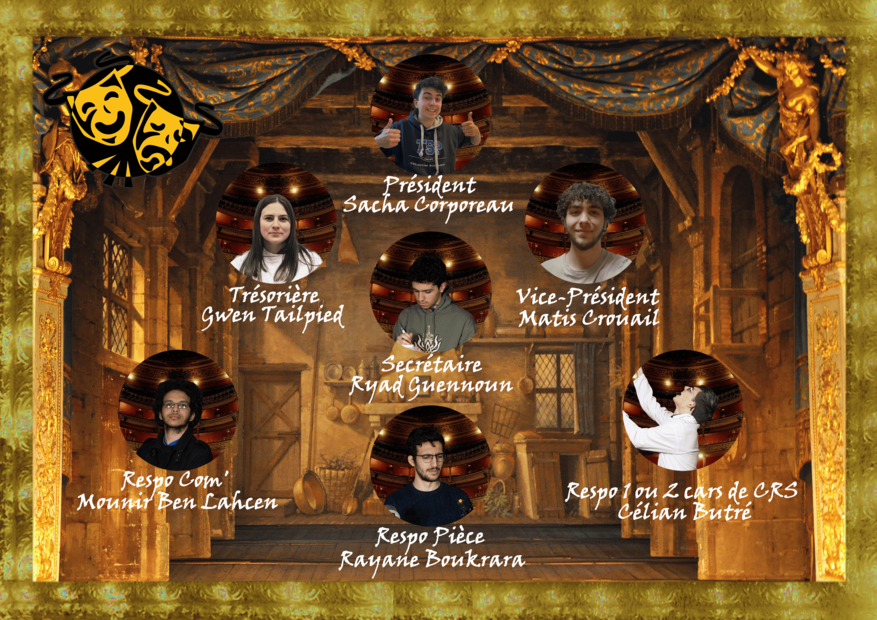 Président
Sacha Corporeau
Trésorière
Gwen Tailpied
Vice-Président
Matis Crouail
Secrétaire
Ryad Guennoun
Respo Com'
Mounir Ben Lahcen
Respo 1 ou 2 cars de CRS
Célian Butré
Respo Pièce
Rayane Boukrara